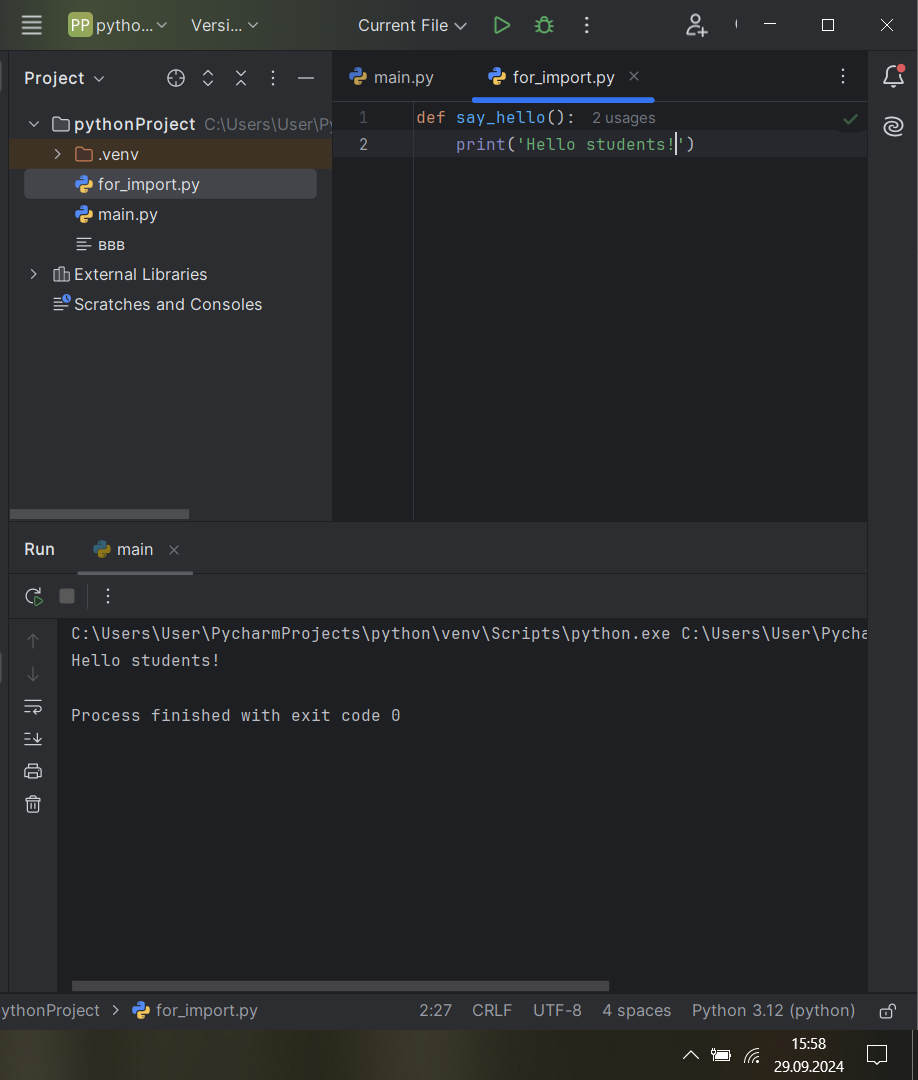 PP pytho... Versi... Current File
Project
main.py
for_import.py
pythonProject C:\Users\User\Py
.venv
for_import.py
main.py
ввв
External Libraries
Scratches and Consoles
1 def say_hello(): 2 usages
2 print('Hello students!')
Run main
C:\Users\User\PycharmProjects\python\venv\Scripts\python.exe C:\Users\User\Pycha
Hello students!
Process finished with exit code 0
ythonProject > for_import.py 2:27 CRLF UTF-8 4 spaces Python 3.12 (python)
15:58
29.09.2024